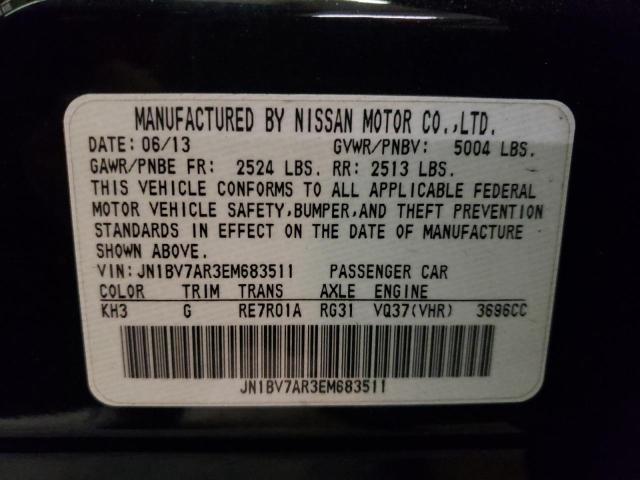 MANUFACTURED BY NISSAN MOTOR CO.,LTD.
DATE: 06/13 GVWR/PNBV: 5004 LBS.
GAWR/PNBE FR: 2524 LBS. RR: 2513 LBS.
THIS VEHICLE CONFORMS TO ALL APPLICABLE FEDERAL
MOTOR VEHICLE SAFETY,BUMPER,AND THEFT PREVENTION
STANDARDS IN EFFECT ON THE DATE OF MANUFACTURE
SHOWN ABOVE.
VIN: JN1BV7AR3EM683511 PASSENGER CAR
COLOR TRIM TRANS AXLE ENGINE
KH3 G RE7R01A RG31 VQ37(VHR) 3696CC
JN1BV7AR3EM683511